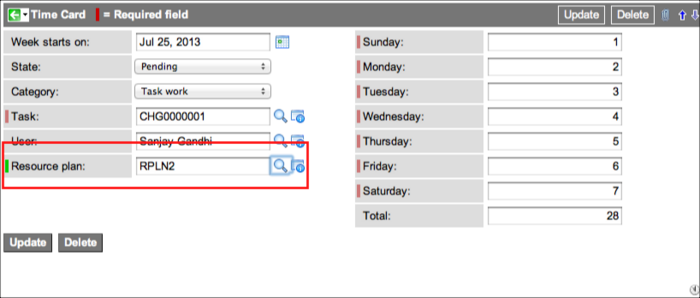 Time Card = Required field Update Delete
Week starts on: Jul 25, 2013 Sunday: 1
State: Pending Monday: 2
Category: Task work Tuesday: 3
Task: CHG0000001 Wednesday: 4
User: Sanjay Gandhi Thursday: 5
Resource plan: RPLN2 Friday: 6
Saturday: 7
Total: 28
Update Delete